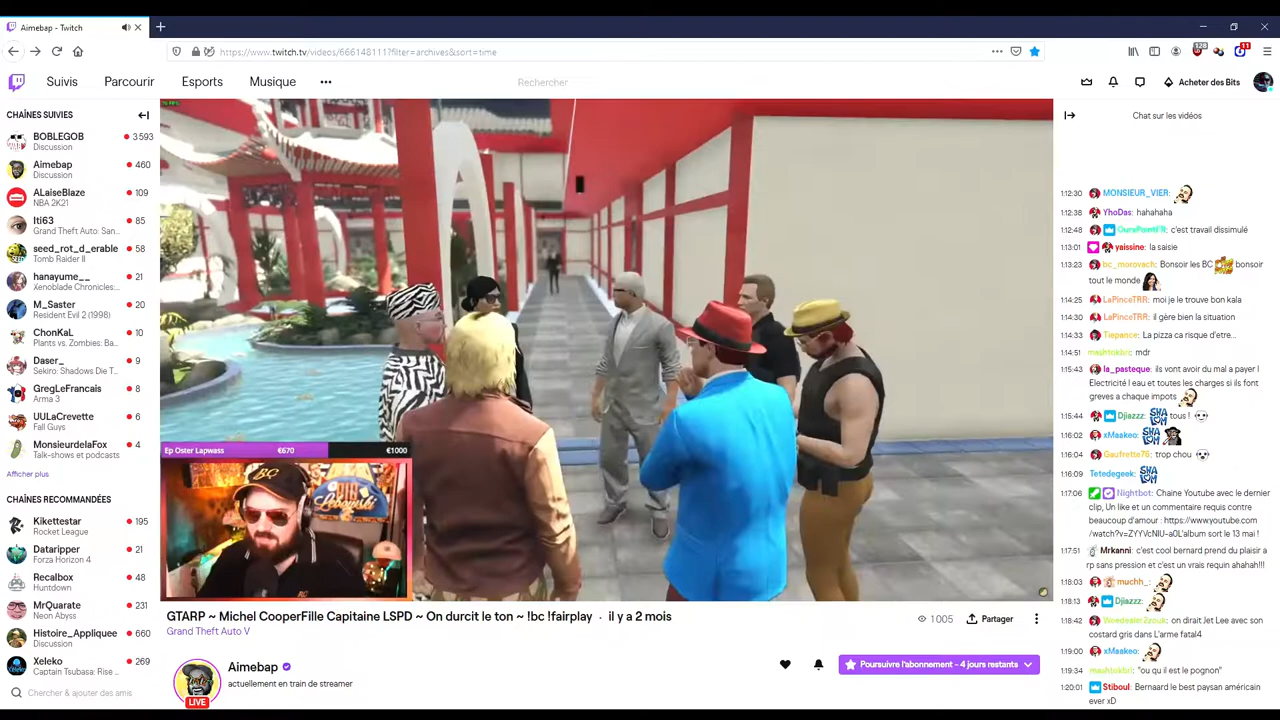 Aimebap - Twitch
https://www.twitch.tv/videos/666148111?filter=archives&sort=time
128
11
Suivis
Parcourir
Esports
Musique
Rechercher
Acheter des Bits
CHAÎNES SUIVIES
BOBLEGOB
3 593
Discussion
Aimebap
460
Discussion
ALaiseBlaze
109
NBA 2K21
Iti63
85
Grand Theft Auto: San...
seed_rot_d_erable
58
Tomb Raider II
hanayume__
21
Xenoblade Chronicles:...
M_Saster
20
Resident Evil 2 (1998)
ChonKaL
10
Plants vs. Zombies: Ba...
Daser_
9
Sekiro: Shadows Die T...
GregLeFrancais
8
Arma 3
UULaCrevette
6
Fall Guys
MonsieurdelaFox
4
Talk-shows et podcasts
Afficher plus
CHAÎNES RECOMMANDÉES
Kikettestar
195
Rocket League
Dataripper
21
Forza Horizon 4
Recalbox
48
Huntdown
MrQuarate
231
Neon Abyss
Histoire_Appliquee
660
Discussion
Xeleko
269
Captain Tsubasa: Rise ...
Chercher & ajouter des amis
Ep Oster Lapwass
€670
€1000
BC
Lebowski
GTARP ~ Michel CooperFille Capitaine LSPD ~ On durcit le ton ~ !bc !fairplay · il y a 2 mois
Grand Theft Auto V
1 005
Partager
Aimebap
actuellement en train de streamer
LIVE
Poursuivre l'abonnement - 4 jours restants
Chat sur les vidéos
1:12:30 MONSIEUR_VIER:
1:12:38 YhoDas: hahahaha
1:12:48 : c'est travail dissimulé
1:13:01 yaissine: la saisie
1:13:23 bc_morovach: Bonsoir les BC bonsoir
tout le monde
1:14:25 LaPinceTRR: moi je le trouve bon kala
1:14:30 LaPinceTRR: il gère bien la situation
1:14:33 Tiepance: La pizza ca risque d'etre...
1:14:51 mdr
1:15:43 la_pasteque: ils vont avoir du mal a payer l
Electricité l eau et toutes les charges si ils font
greves a chaque impots
1:15:44 Djiazzz: SHALOM tous !
1:16:02 xMaakeo: SHALOM
1:16:04 Gaufrette76: trop chou
1:16:09 Tetedegeek: SHALOM
1:17:06 Nightbot: Chaine Youtube avec le dernier
clip, Un like et un commentaire requis contre
beaucoup d'amour : https://www.youtube.com
/watch?v=ZYYVcNIU-a0L'album sort le 13 mai !
1:17:51 Mrkanni: c'est cool bernard prend du plaisir a
rp sans pression et c'est un vrais requin ahahah!!!
1:18:03 muchh_:
1:18:13 Djiazzz:
1:18:42 : on dirait Jet Lee avec son
costard gris dans L'arme fatal4
1:19:00 xMaakeo:
1:19:34 : "ou qu il est le pognon"
1:20:01 Stiboul: Bernaard le best paysan américain
ever xD